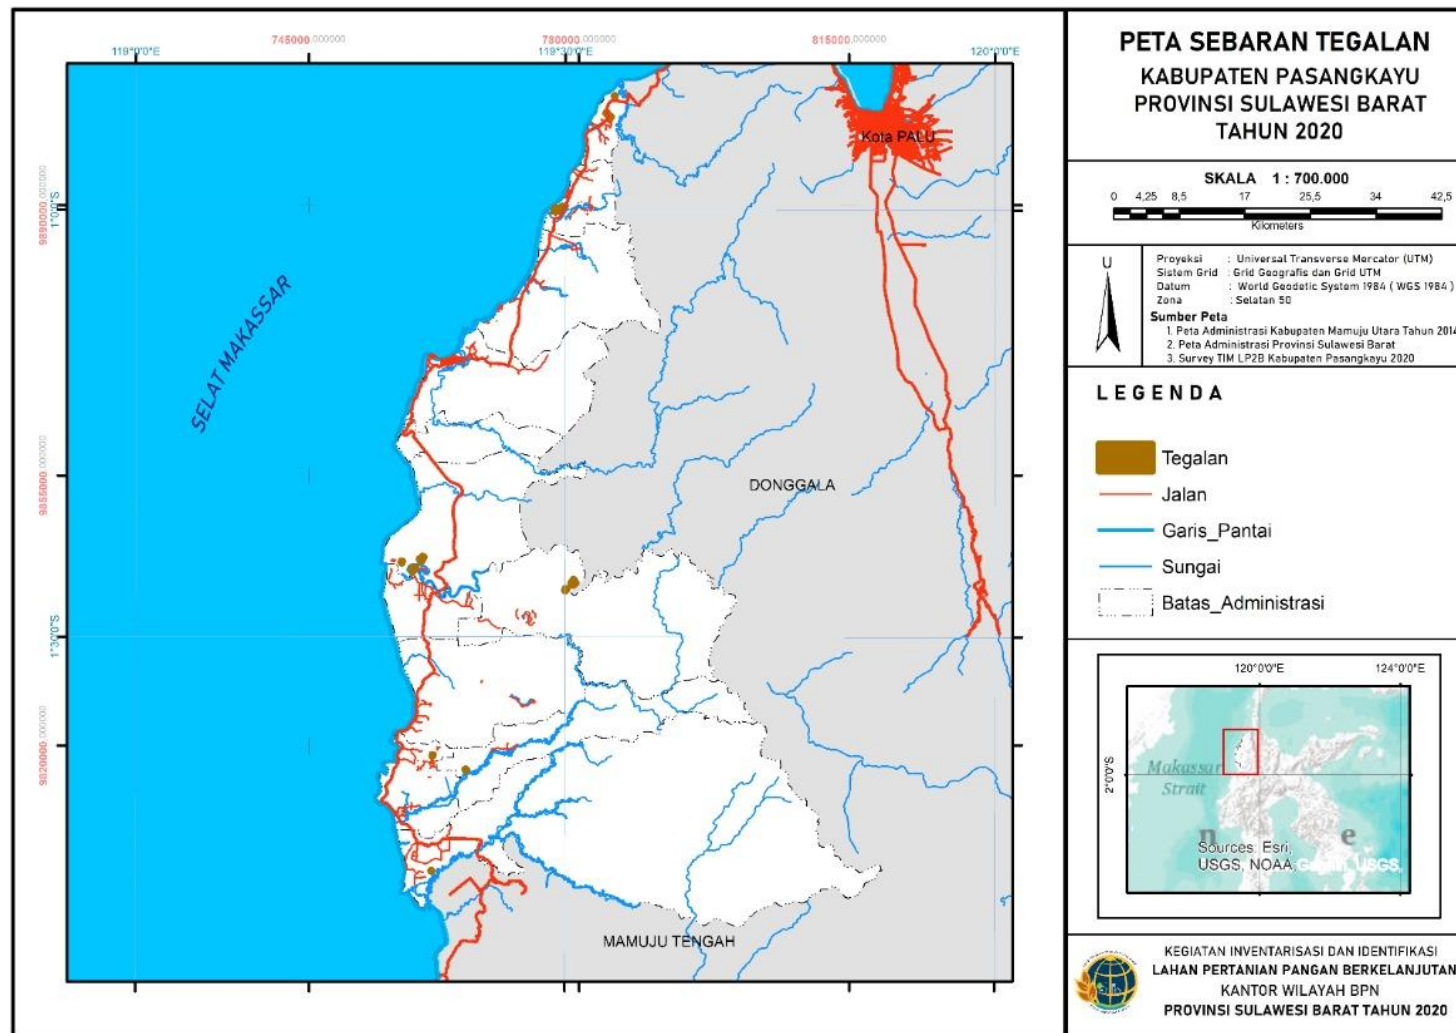 745000.000000 780000.000000 815000.000000
119°0'0"E 119°30'0"E 120°0'0"E
9890000.000000
1°0'0"S
9855000.000000
1°30'0"S
9820000.000000
SELAT MAKASSAR
Kota PALU
DONGGALA
MAMUJU TENGAH
PETA SEBARAN TEGALAN
KABUPATEN PASANGKAYU
PROVINSI SULAWESI BARAT
TAHUN 2020
SKALA 1 : 700.000
0 4,25 8,5 17 25,5 34 42,5
Kilometers
U
Proyeksi : Universal Transverse Mercator (UTM)
Sistem Grid : Grid Geografis dan Grid UTM
Datum : World Geodetic System 1984 ( WGS 1984 )
Zona : Selatan 50
Sumber Peta
1. Peta Administrasi Kabupaten Mamuju Utara Tahun 2014
2. Peta Administrasi Provinsi Sulawesi Barat
3. Survey TIM LP2B Kabupaten Pasangkayu 2020
LEGENDA
Tegalan
Jalan
Garis_Pantai
Sungai
Batas_Administrasi
120°0'0"E 124°0'0"E
2°0'0"S
Makassar
Strait
n e
Sources: Esri,
USGS, NOAA
USGS,
KEGIATAN INVENTARISASI DAN IDENTIFIKASI
LAHAN PERTANIAN PANGAN BERKELANJUTAN
KANTOR WILAYAH BPN
PROVINSI SULAWESI BARAT TAHUN 2020